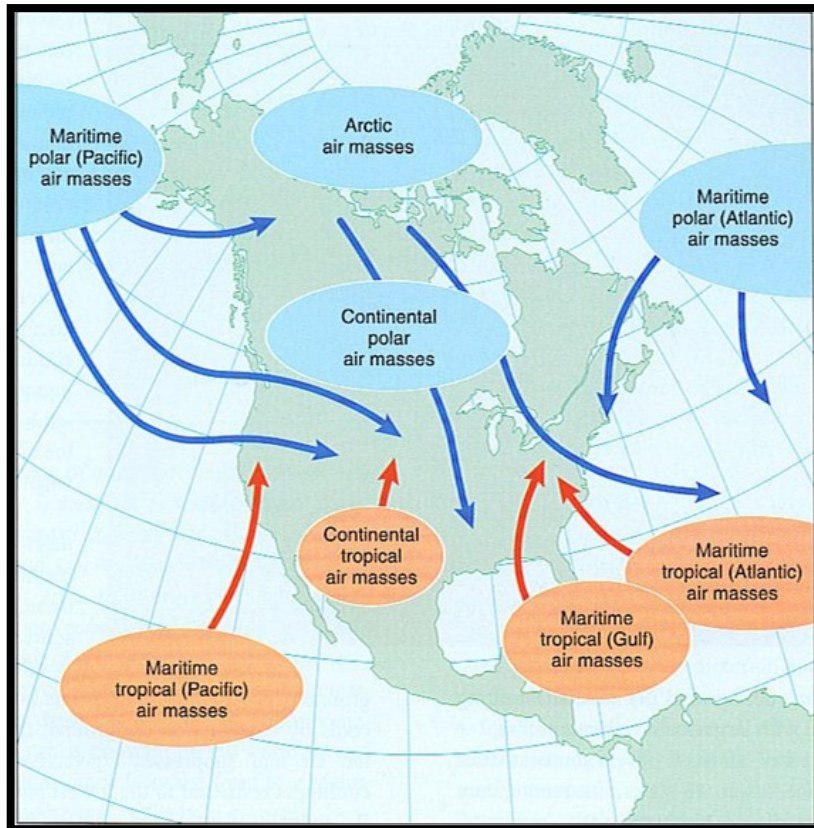 Maritime
polar (Pacific)
air masses
Arctic
air masses
Maritime
polar (Atlantic)
air masses
Continental
polar
air masses
Continental
tropical
air masses
Maritime
tropical (Atlantic)
air masses
Maritime
tropical (Gulf)
air masses
Maritime
tropical (Pacific)
air masses